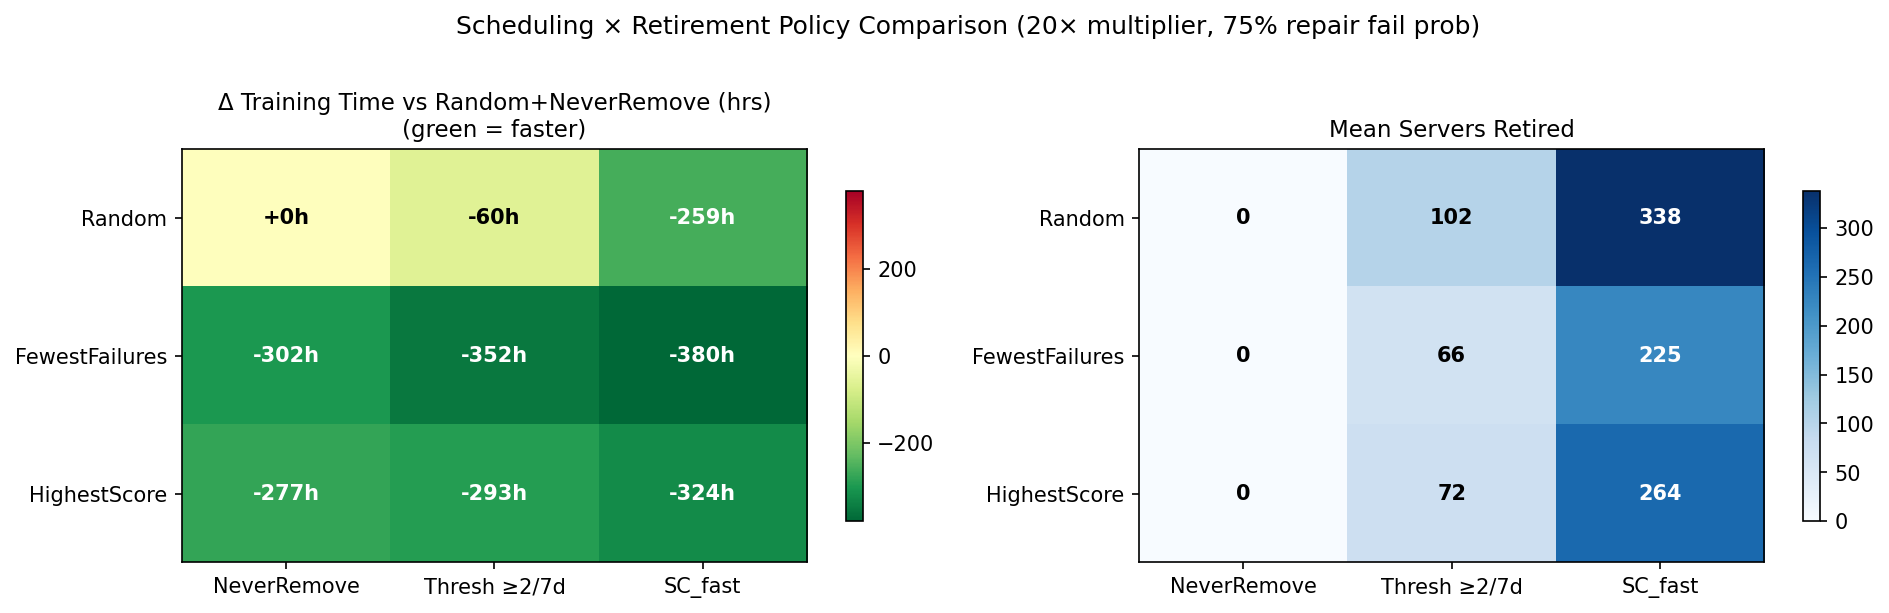 Scheduling × Retirement Policy Comparison (20× multiplier, 75% repair fail prob)
Δ Training Time vs Random+NeverRemove (hrs)
(green = faster)
Random
FewestFailures
HighestScore
+0h
-60h
-259h
-302h
-352h
-380h
-277h
-293h
-324h
NeverRemove
Thresh ≥2/7d
SC_fast
200
0
−200
Mean Servers Retired
Random
FewestFailures
HighestScore
0
102
338
0
66
225
0
72
264
NeverRemove
Thresh ≥2/7d
SC_fast
300
250
200
150
100
50
0